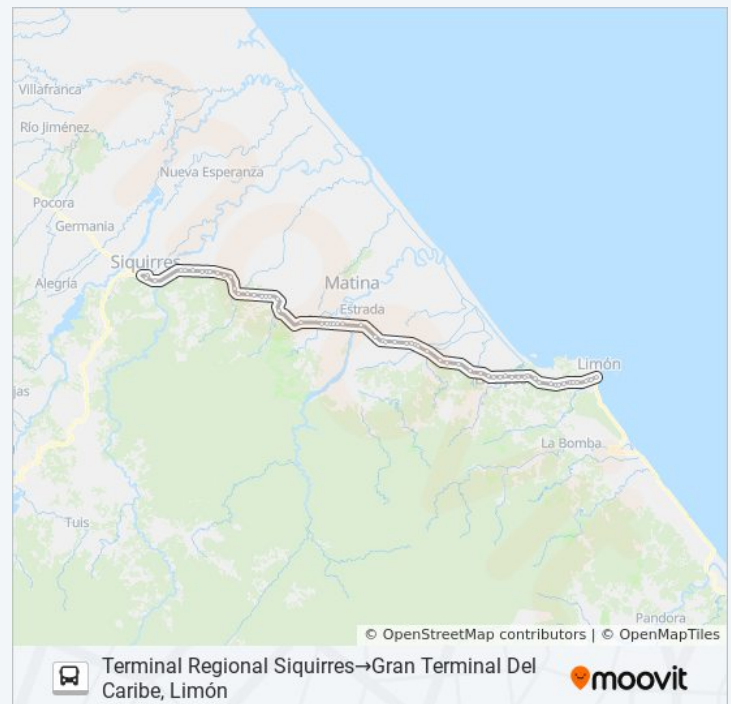 Villafranca
Río Jiménez
Nueva Esperanza
Pocora
Germania
Siquirres
Alegría
Matina
Estrada
Limón
La Bomba
Tuis
Pandora
© OpenStreetMap contributors | © OpenMapTiles
Terminal Regional Siquirres→Gran Terminal Del
Caribe, Limón
moovit